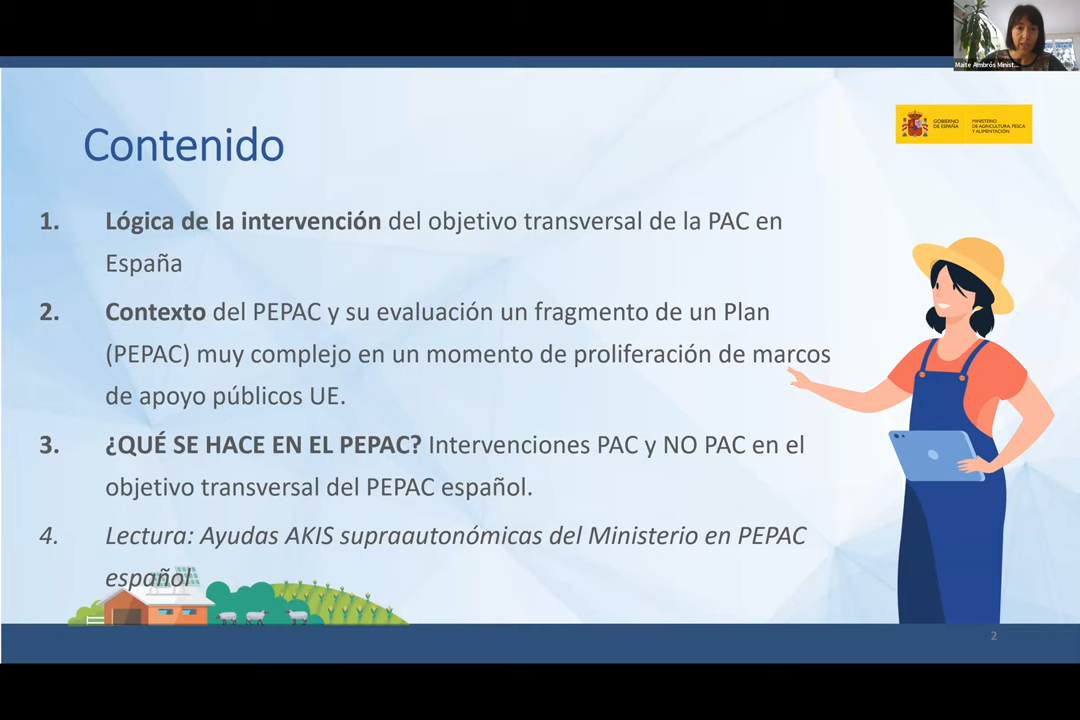 Maite Ambrós Minist...
GOBIERNO
DE ESPAÑA
MINISTERIO
DE AGRICULTURA, PESCA
Y ALIMENTACIÓN
Contenido
1. Lógica de la intervención del objetivo transversal de la PAC en
España
2. Contexto del PEPAC y su evaluación un fragmento de un Plan
(PEPAC) muy complejo en un momento de proliferación de marcos
de apoyo públicos UE.
3. ¿QUÉ SE HACE EN EL PEPAC? Intervenciones PAC y NO PAC en el
objetivo transversal del PEPAC español.
4. Lectura: Ayudas AKIS supraautonómicas del Ministerio en PEPAC
español
2